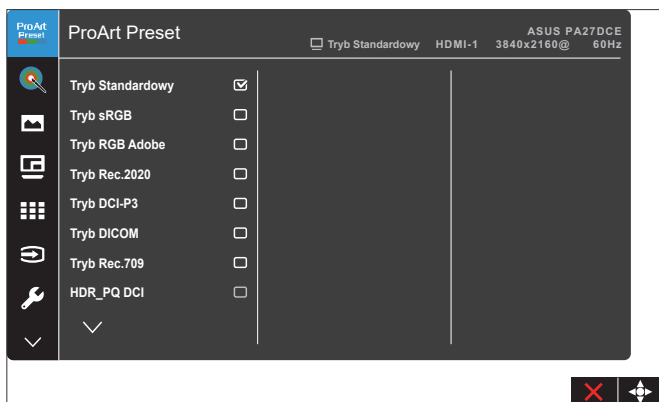 ProArt
Preset
ProArt Preset
Tryb Standardowy HDMI-1
ASUS PA27DCE
3840x2160@ 60Hz
Tryb Standardowy
Tryb sRGB
Tryb RGB Adobe
Tryb Rec.2020
Tryb DCI-P3
Tryb DICOM
Tryb Rec.709
HDR_PQ DCI